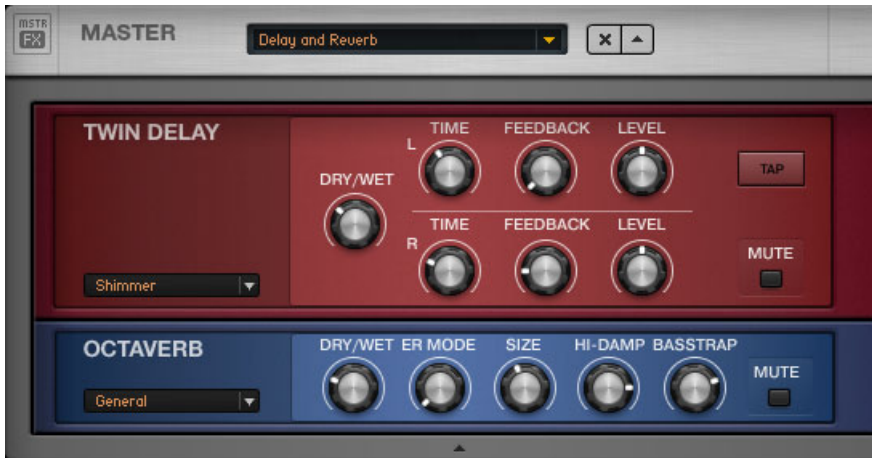 MSTR
FX
MASTER
Delay and Reverb
TWIN DELAY
TIME FEEDBACK LEVEL
L
TAP
DRY/WET
TIME FEEDBACK LEVEL
R
MUTE
Shimmer
OCTAVERB
DRY/WET ER MODE SIZE HI-DAMP BASSTRAP
MUTE
General